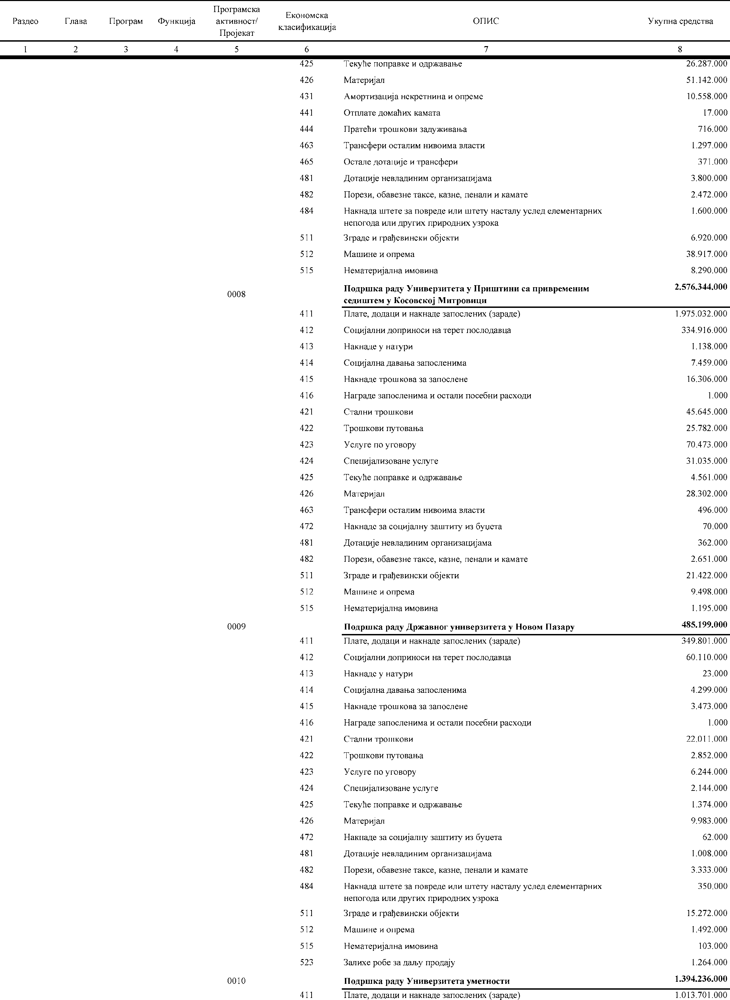 Раздео Глава Програм Функција Програмска активност/ Пројекат Економска класификација ОПИС Укупна средства
1 2 3 4 5 6 7 8
425 Текуће поправке и одржавање 26.287.000
426 Материјал 51.142.000
431 Амортизација некретнина и опреме 10.558.000
441 Отплате домаћих камата 17.000
444 Пратећи трошкови задуживања 716.000
463 Трансфери осталим нивоима власти 1.297.000
465 Остале дотације и трансфери 371.000
481 Дотације невладиним организацијама 3.800.000
482 Порези, обавезне таксе, казне, пенали и камате 2.472.000
484 Накнада штете за повреде или штету насталу услед елементарних 1.600.000
непогода или других природних узрока
511 Зграде и грађевински објекти 6.920.000
512 Машине и опрема 38.917.000
515 Нематеријална имовина 8.290.000
0008 Подршка раду Универзитета у Приштини са привременим 2.576.344.000
седиштем у Косовској Митровици
411 Плате, додаци и накнаде запослених (зараде) 1.975.032.000
412 Социјални доприноси на терет послодавца 334.916.000
413 Накнаде у натури 1.138.000
414 Социјална давања запосленима 7.459.000
415 Накнаде трошкова за запослене 16.306.000
416 Награде запосленима и остали посебни расходи 1.000
421 Стални трошкови 45.645.000
422 Трошкови путовања 25.782.000
423 Услуге по уговору 70.473.000
424 Специјализоване услуге 31.035.000
425 Текуће поправке и одржавање 4.561.000
426 Материјал 28.302.000
463 Трансфери осталим нивоима власти 496.000
472 Накнаде за социјалну заштиту из буџета 70.000
481 Дотације невладиним организацијама 362.000
482 Порези, обавезне таксе, казне, пенали и камате 2.651.000
511 Зграде и грађевински објекти 21.422.000
512 Машине и опрема 9.498.000
515 Нематеријална имовина 1.195.000
0009 Подршка раду Државног универзитета у Новом Пазару 485.199.000
411 Плате, додаци и накнаде запослених (зараде) 349.801.000
412 Социјални доприноси на терет послодавца 60.110.000
413 Накнаде у натури 23.000
414 Социјална давања запосленима 4.299.000
415 Накнаде трошкова за запослене 3.473.000
416 Награде запосленима и остали посебни расходи 1.000
421 Стални трошкови 22.011.000
422 Трошкови путовања 2.852.000
423 Услуге по уговору 6.244.000
424 Специјализоване услуге 2.144.000
425 Текуће поправке и одржавање 1.374.000
426 Материјал 9.983.000
472 Накнаде за социјалну заштиту из буџета 62.000
481 Дотације невладиним организацијама 1.008.000
482 Порези, обавезне таксе, казне, пенали и камате 3.333.000
484 Накнада штете за повреде или штету насталу услед елементарних 350.000
непогода или других природних узрока
511 Зграде и грађевински објекти 15.272.000
512 Машине и опрема 1.492.000
515 Нематеријална имовина 103.000
523 Залихе робе за даљу продају 1.264.000
0010 Подршка раду Универзитета уметности 1.394.236.000
411 Плате, додаци и накнаде запослених (зараде) 1.013.701.000